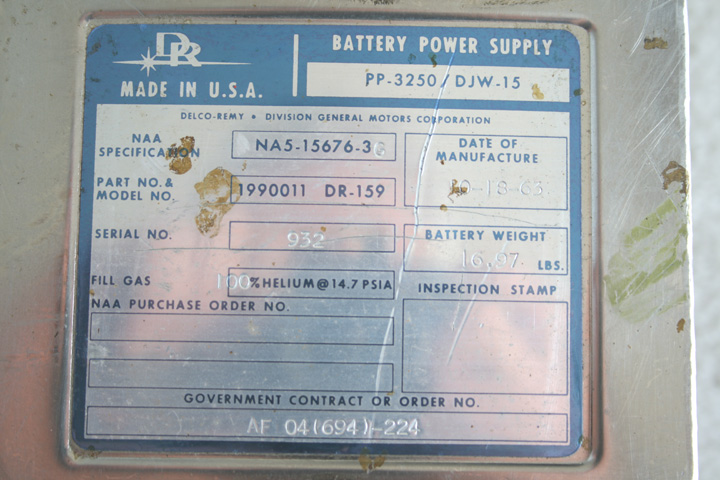 DR
BATTERY POWER SUPPLY
MADE IN U.S.A.
PP-3250/DJW-15
DELCO-REMY • DIVISION GENERAL MOTORS CORPORATION
NAA
SPECIFICATION
NA5-15676-3G
DATE OF
MANUFACTURE
10-18-63
PART NO.&
MODEL NO.
1990011 DR-159
SERIAL NO.
932
BATTERY WEIGHT
16.97 LBS.
FILL GAS
100%HELIUM@14.7 PSIA
INSPECTION STAMP
NAA PURCHASE ORDER NO.
GOVERNMENT CONTRACT OR ORDER NO.
AF 04(694)-224